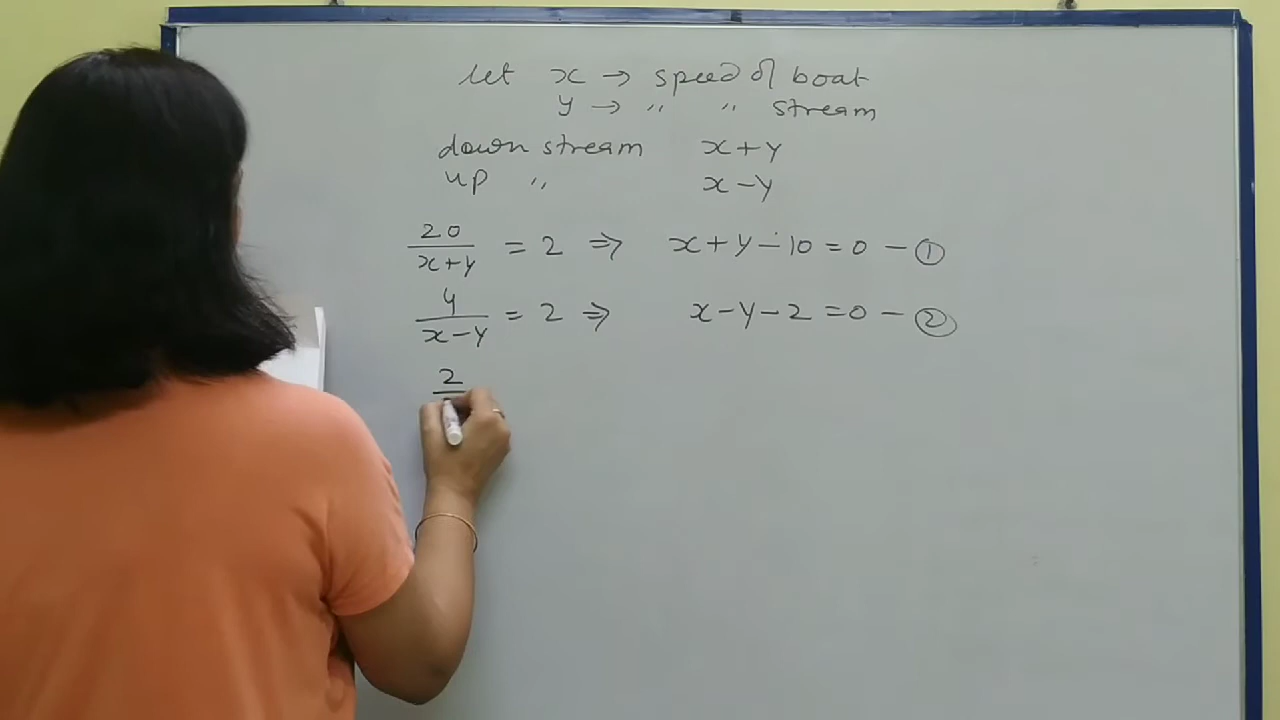 let x → speed of boat
y → " " stream
down stream x+y
up " x-y
20/(x+y) = 2 ⇒ x+y-10=0 - ①
4/(x-y) = 2 ⇒ x-y-2=0 - ②
2